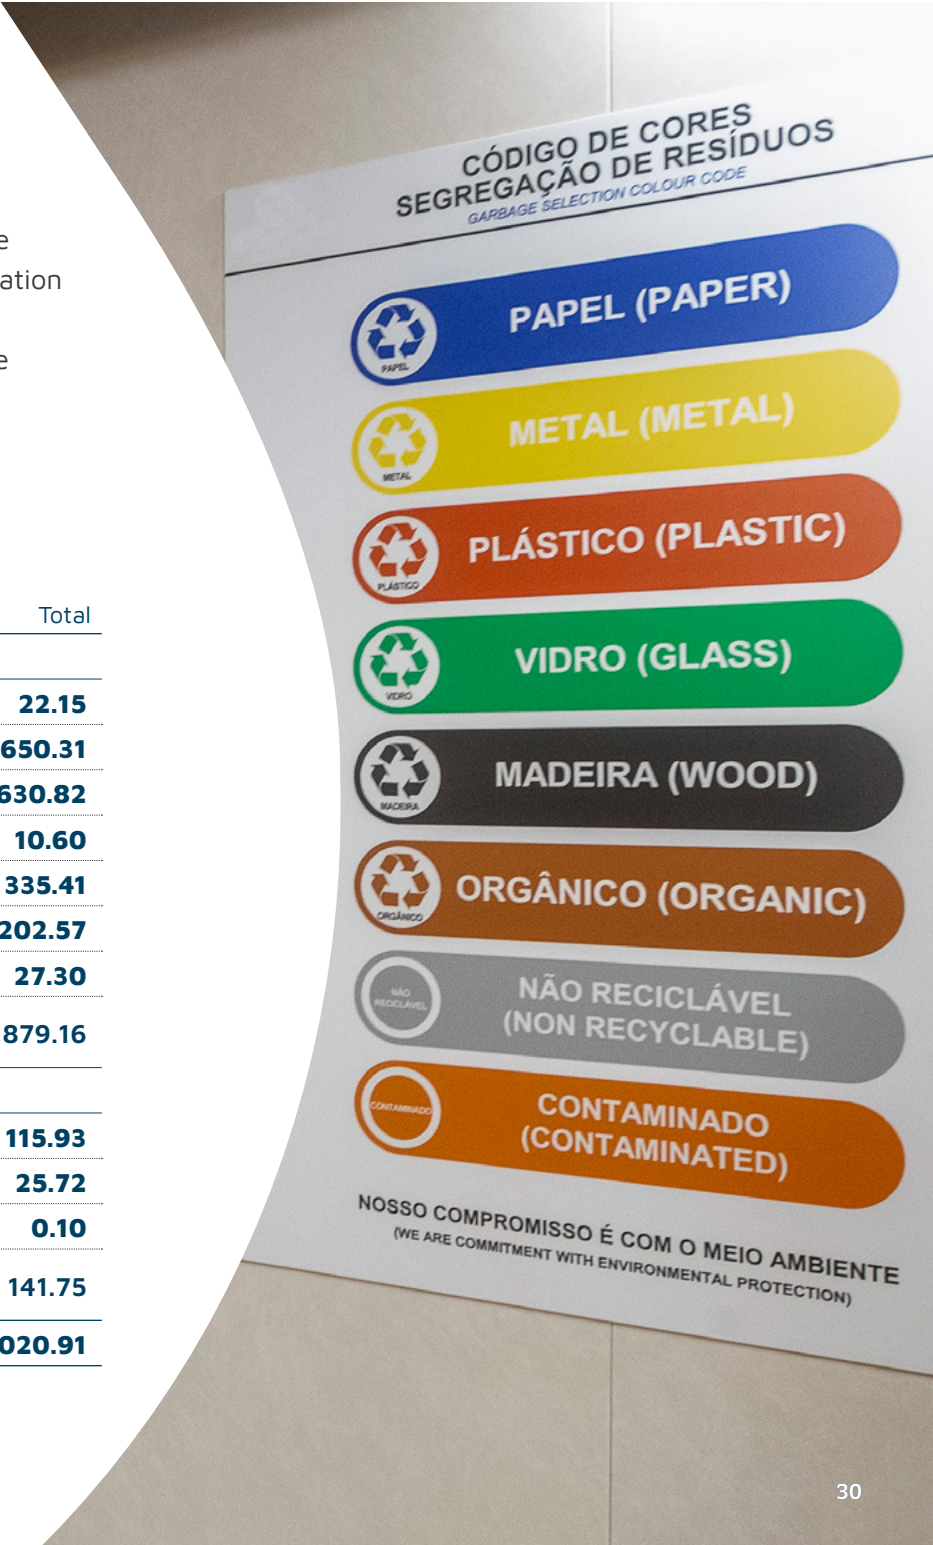 e
ation
e
Total
22.15
650.31
630.82
10.60
335.41
202.57
27.30
879.16
115.93
25.72
0.10
141.75
020.91
CÓDIGO DE CORES
SEGREGAÇÃO DE RESÍDUOS
GARBAGE SELECTION COLOUR CODE
PAPEL
PAPEL (PAPER)
METAL
METAL (METAL)
PLÁSTICO
PLÁSTICO (PLASTIC)
VIDRO
VIDRO (GLASS)
MADEIRA
MADEIRA (WOOD)
ORGÂNICO
ORGÂNICO (ORGANIC)
NÃO
RECICLÁVEL
NÃO RECICLÁVEL
(NON RECYCLABLE)
CONTAMINADO
CONTAMINADO
(CONTAMINATED)
NOSSO COMPROMISSO É COM O MEIO AMBIENTE
(WE ARE COMMITMENT WITH ENVIRONMENTAL PROTECTION)
30